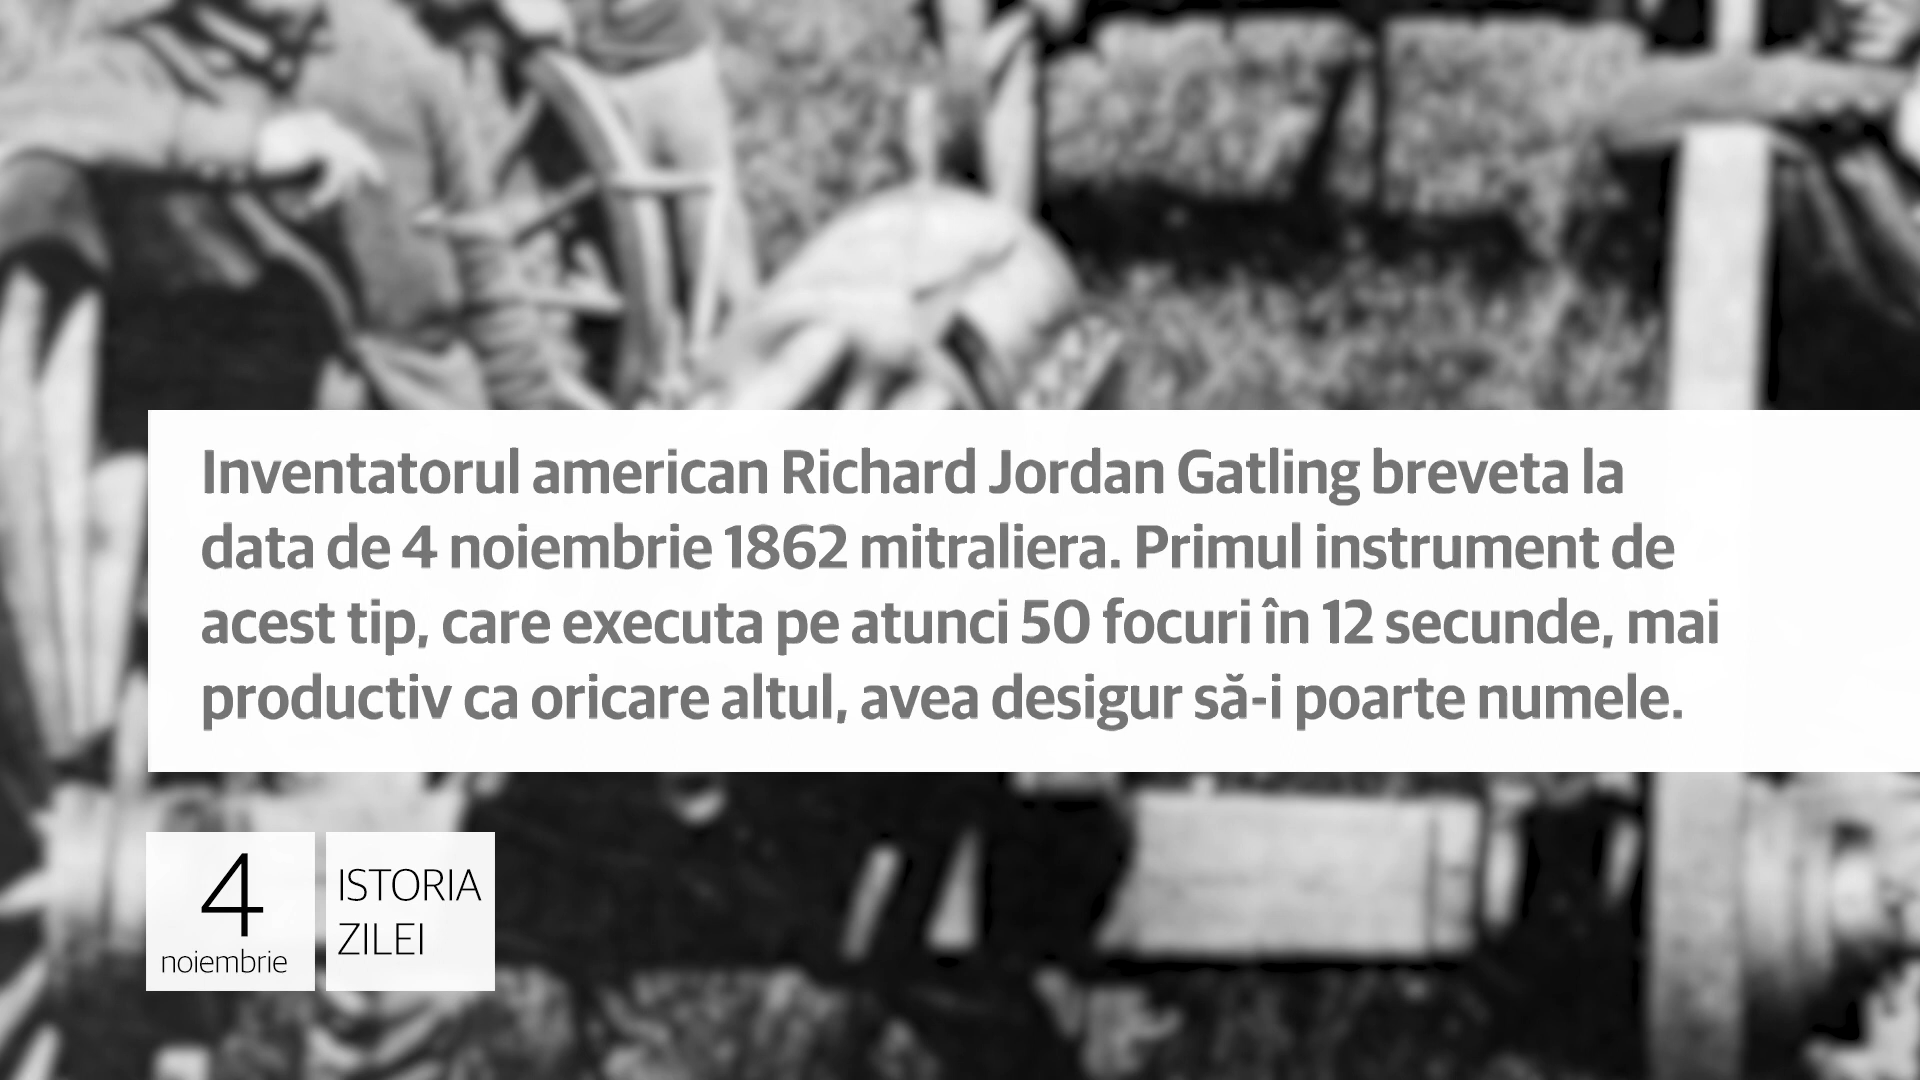 Inventatorul american Richard Jordan Gatling breveta la
data de 4 noiembrie 1862 mitraliera. Primul instrument de
acest tip, care executa pe atunci 50 focuri în 12 secunde, mai
productiv ca oricare altul, avea desigur să-i poarte numele.
4
noiembrie
ISTORIA
ZILEI